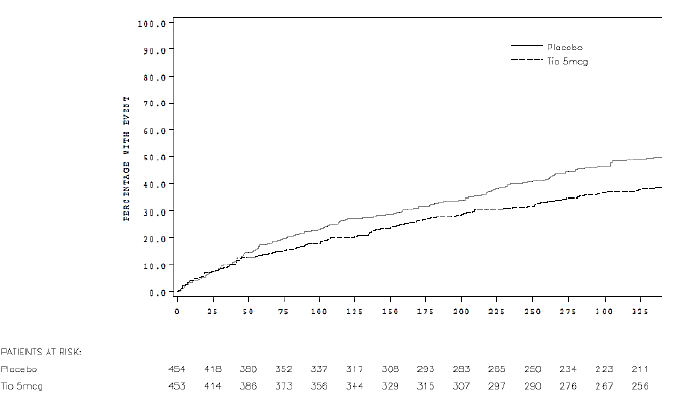 100.0
Placebo
90.0
Tio 5mcg
80.0
70.0
60.0
50.0
40.0
30.0
20.0
10.0
0.0
PERCENTAGE WITH EVENT
0 25 50 75 100 125 150 175 200 225 250 275 300 325
PATIENTS AT RISK:
Placebo 454 418 380 352 337 317 308 293 283 265 250 234 223 211
Tio 5mcg 453 414 386 373 356 344 329 315 307 297 290 276 267 256